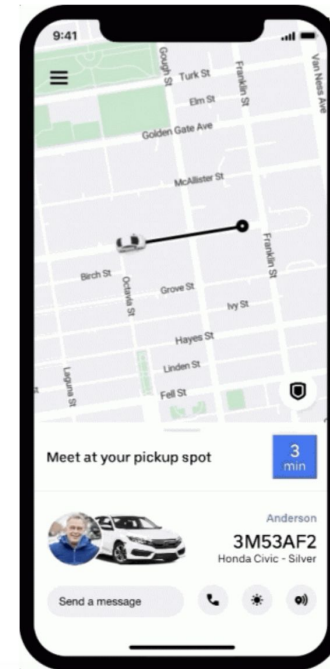 9:41
Gough St
Turk St
Franklin St
Van Ness Ave
Elm St
Golden Gate Ave
McAllister St
Birch St
Octavia St
Grove St
Franklin St
Ivy St
Hayes St
Laguna St
Linden St
Fell St
Meet at your pickup spot
3
min
Anderson
3M53AF2
Honda Civic - Silver
Send a message